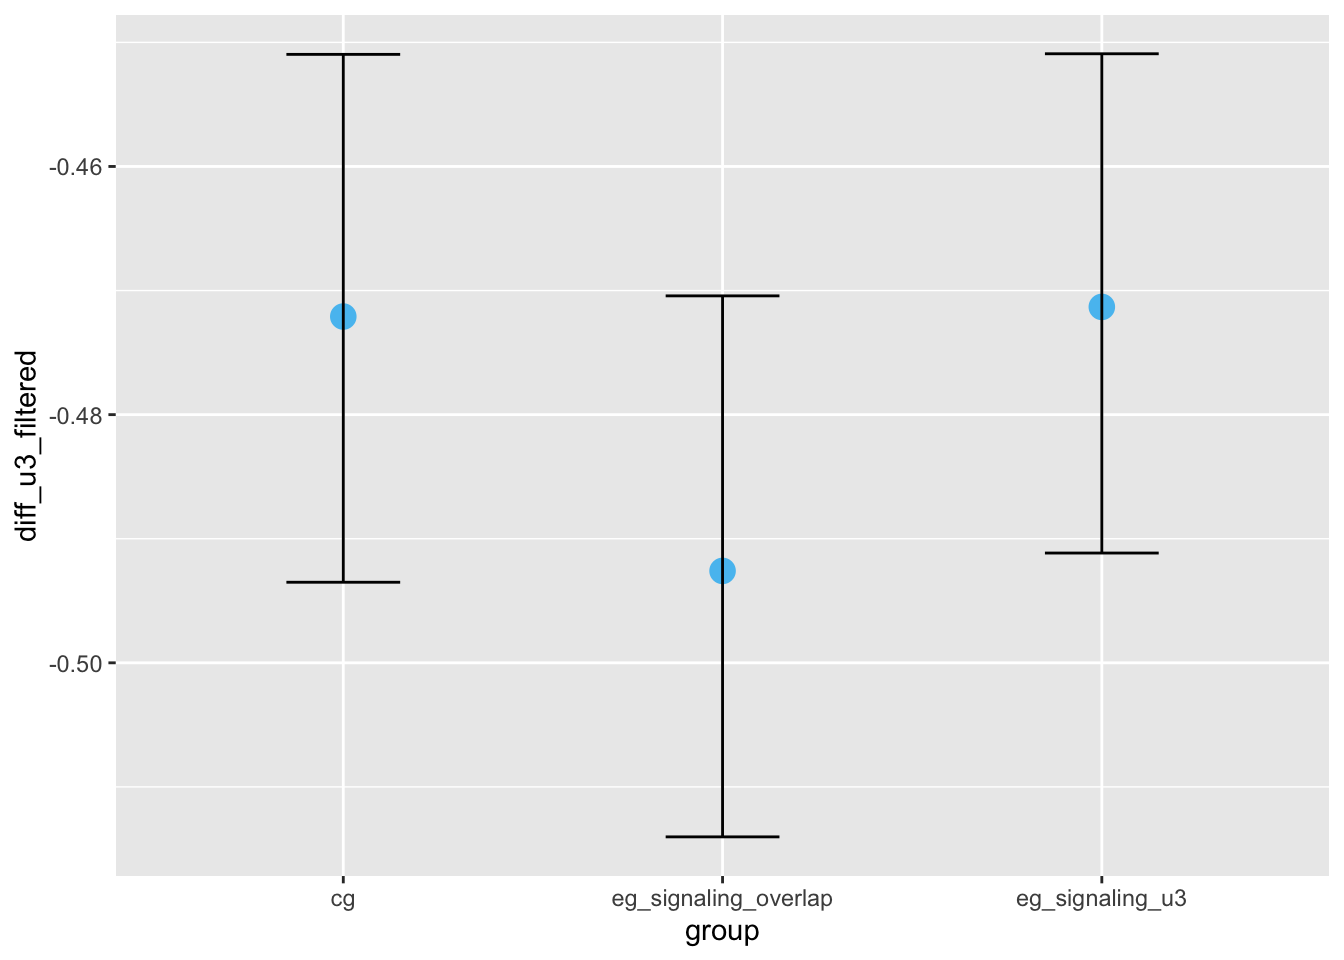 diff_u3_filtered
-0.46
-0.48
-0.50
cg
eg_signaling_overlap
eg_signaling_u3
group